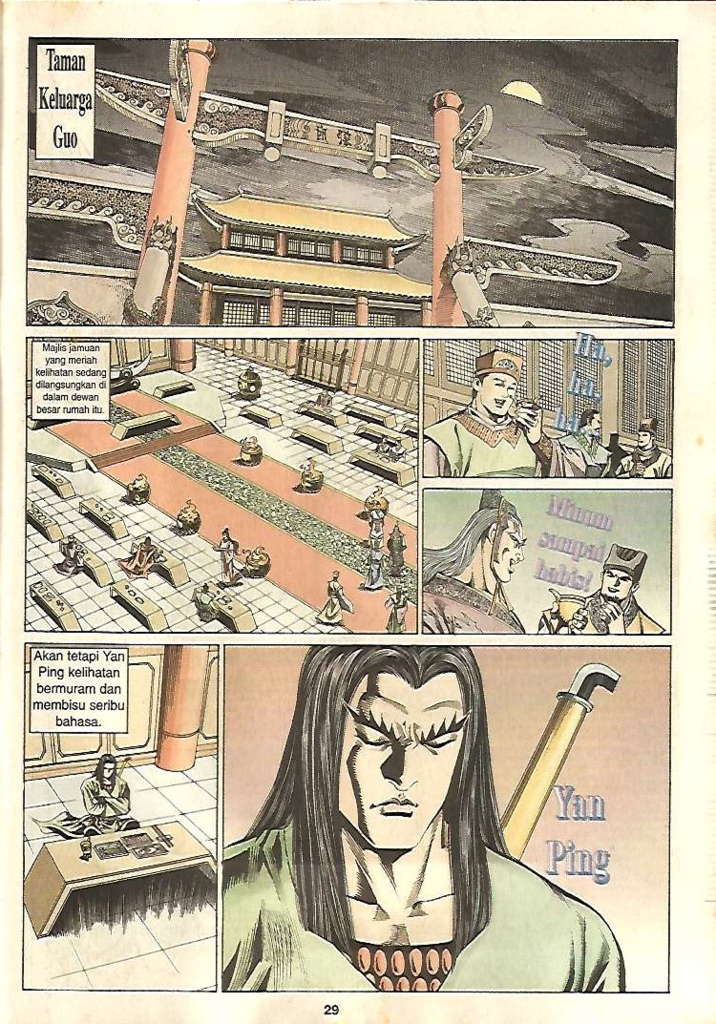 Taman
Keluarga
Guo
Majlis jamuan
yang meriah
kelihatan sedang
dilangsungkan di
dalam dewan
besar rumah itu.
Ha,
ha,
ha!
Minum
sampai
habis!
Akan tetapi Yan
Ping kelihatan
bermuram dan
membisu seribu
bahasa.
Yan
Ping
29